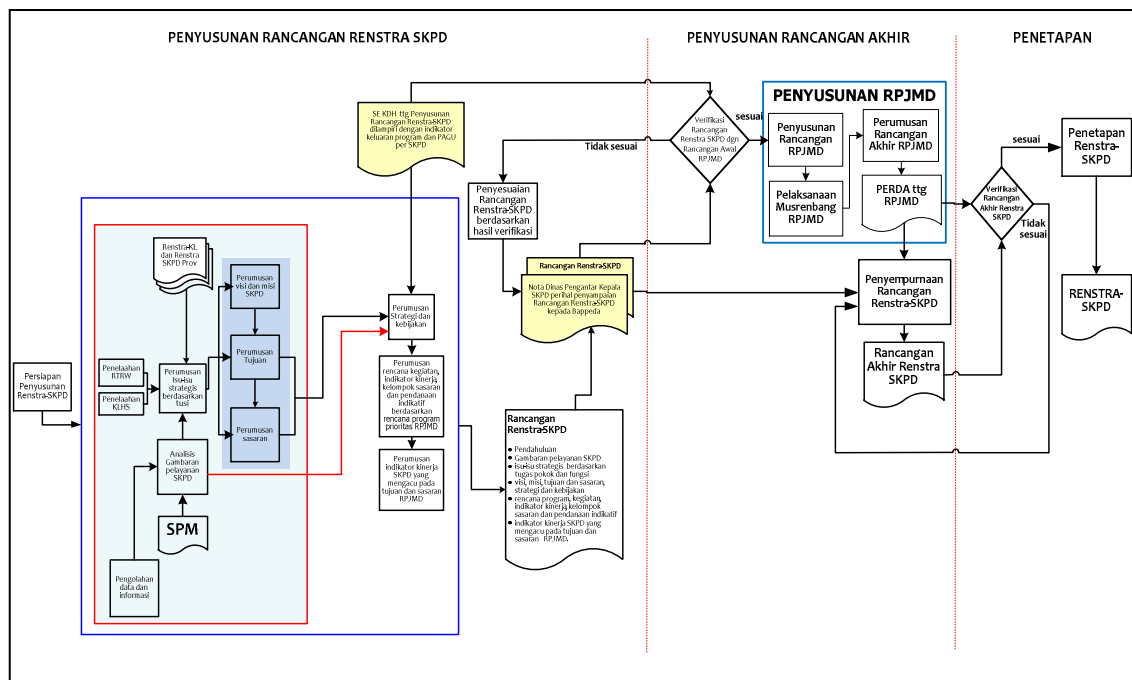 PENYUSUNAN RANCANGAN RENSTRA SKPD
PENYUSUNAN RANCANGAN AKHIR
PENETAPAN
SE KDH ttg Penyusunan
Rancangan Renstra-SKPD
dilampiri dengan indikator
keluaran program dan PAGU
per SKPD
Verifikasi
Rancangan
Renstra SKPD dgn
Rancangan Awal
RPJMD
sesuai
Tidak sesuai
PENYUSUNAN RPJMD
Penyusunan
Rancangan
RPJMD
Perumusan
Rancangan
Akhir RPJMD
Pelaksanaan
Musrenbang
RPJMD
PERDA ttg
RPJMD
sesuai
Penetapan
Renstra-
SKPD
Verifikasi
Rancangan
Akhir Renstra
SKPD
Tidak
sesuai
Penyesuaian
Rancangan
Renstra-SKPD
berdasarkan
hasil verifikasi
Rancangan Renstra-SKPD
Nota Dinas Pengantar Kepala
SKPD perihal penyampaian
Rancangan Renstra-SKPD
kepada Bappeda
Penyempurnaan
Rancangan
Renstra-SKPD
RENSTRA-
SKPD
Rancangan
Akhir Renstra
SKPD
Renstra-KL
dan Renstra
SKPD Prov
Perumusan
visi dan misi
SKPD
Perumusan
Strategi dan
kebijakan
Perumusan
Tujuan
Persiapan
Penyusunan
Renstra-SKPD
Penelaahan
RTRW
Penelaahan
KLHS
Perumusan
Isu-isu
strategis
berdasarkan
tusi
Perumusan
rencana kegiatan,
indikator kinerja,
kelompok sasaran
dan pendanaan
indikatif
berdasarkan
rencana program
prioritas RPJMD
Perumusan
sasaran
Analisis
Gambaran
pelayanan
SKPD
Perumusan
indikator kinerja
SKPD yang
mengacu pada
tujuan dan sasaran
RPJMD
SPM
Pengolahan
data dan
informasi
Rancangan
Renstra-SKPD
• Pendahuluan
• Gambaran pelayanan SKPD
• isu-isu strategis berdasarkan
tugas pokok dan fungsi
• visi, misi, tujuan dan sasaran,
strategi dan kebijakan
• rencana program, kegiatan,
indikator kinerja, kelompok
sasaran dan pendanaan indikatif
• indikator kinerja SKPD yang
mengacu pada tujuan dan
sasaran RPJMD.